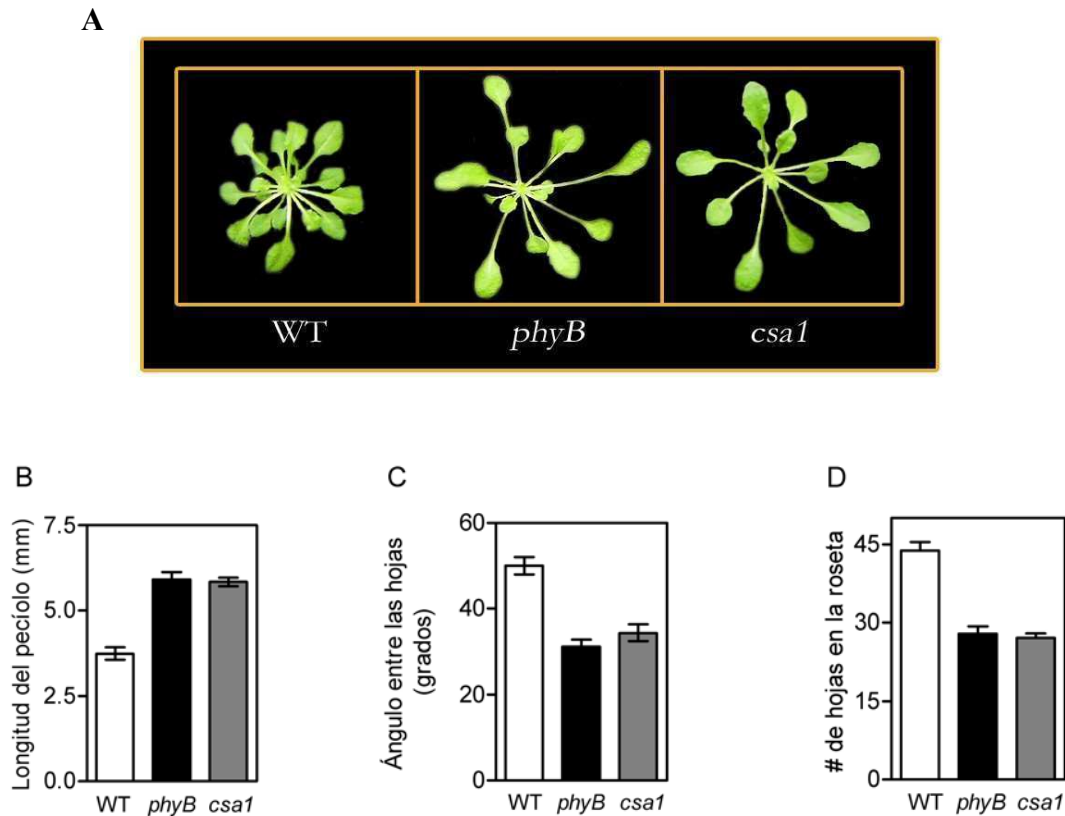 A
WT
phyB
csa1
B
Longitud del pecíolo (mm)
7.5
5.0
2.5
0.0
WT
phyB
csa1
C
Ángulo entre las hojas
(grados)
60
40
20
0
WT
phyB
csa1
D
# de hojas en la roseta
45
30
15
0
WT
phyB
csa1